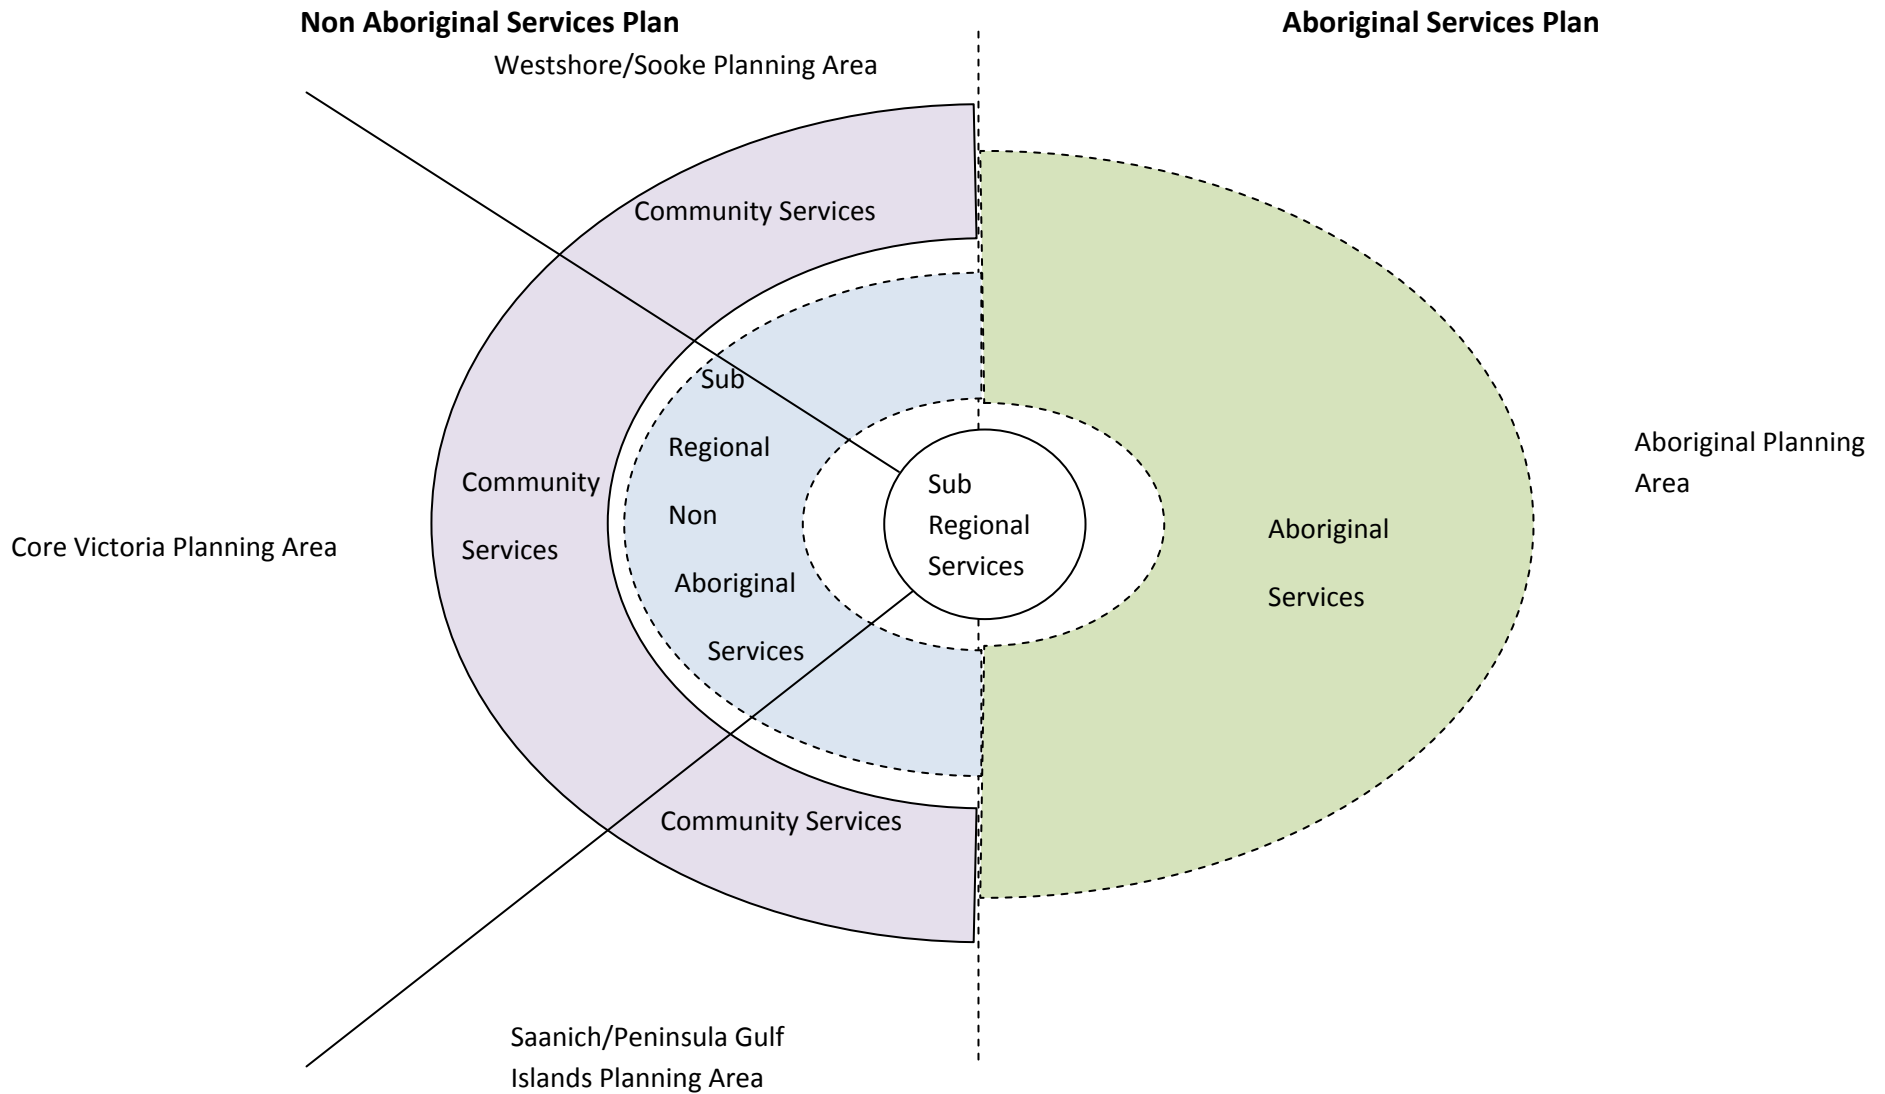 Non Aboriginal Services Plan
Aboriginal Services Plan
Westshore/Sooke Planning Area
Community Services
Sub
Regional
Non
Aboriginal
Services
Community
Services
Core Victoria Planning Area
Sub
Regional
Services
Aboriginal
Services
Aboriginal Planning
Area
Community Services
Saanich/Peninsula Gulf
Islands Planning Area